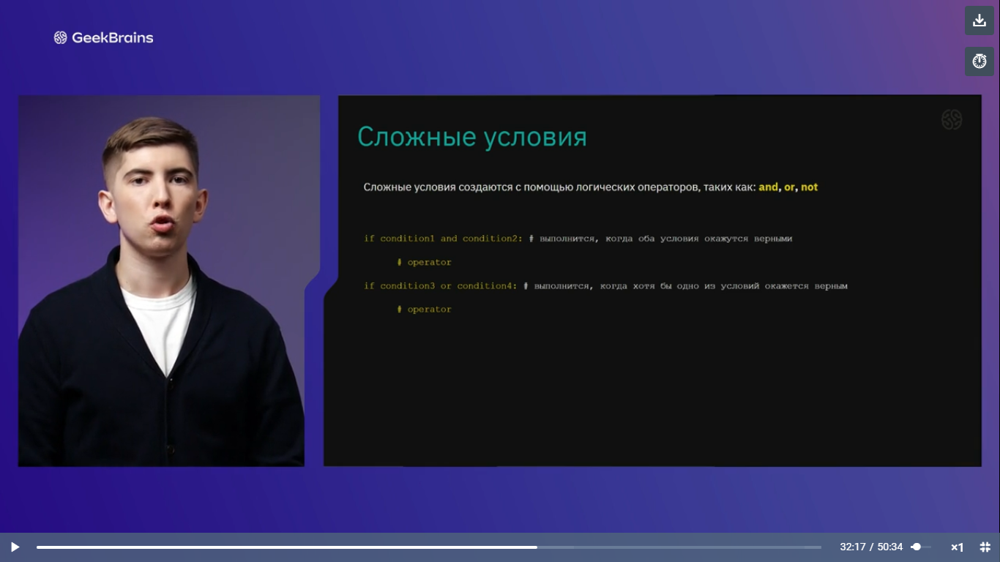 GeekBrains
Сложные условия
Сложные условия создаются с помощью логических операторов, таких как: and, or, not
if condition1 and condition2: # выполнится, когда оба условия окажутся верными
# operator
if condition3 or condition4: # выполнится, когда хотя бы одно из условий окажется верным
# operator
32:17 / 50:34 ×1